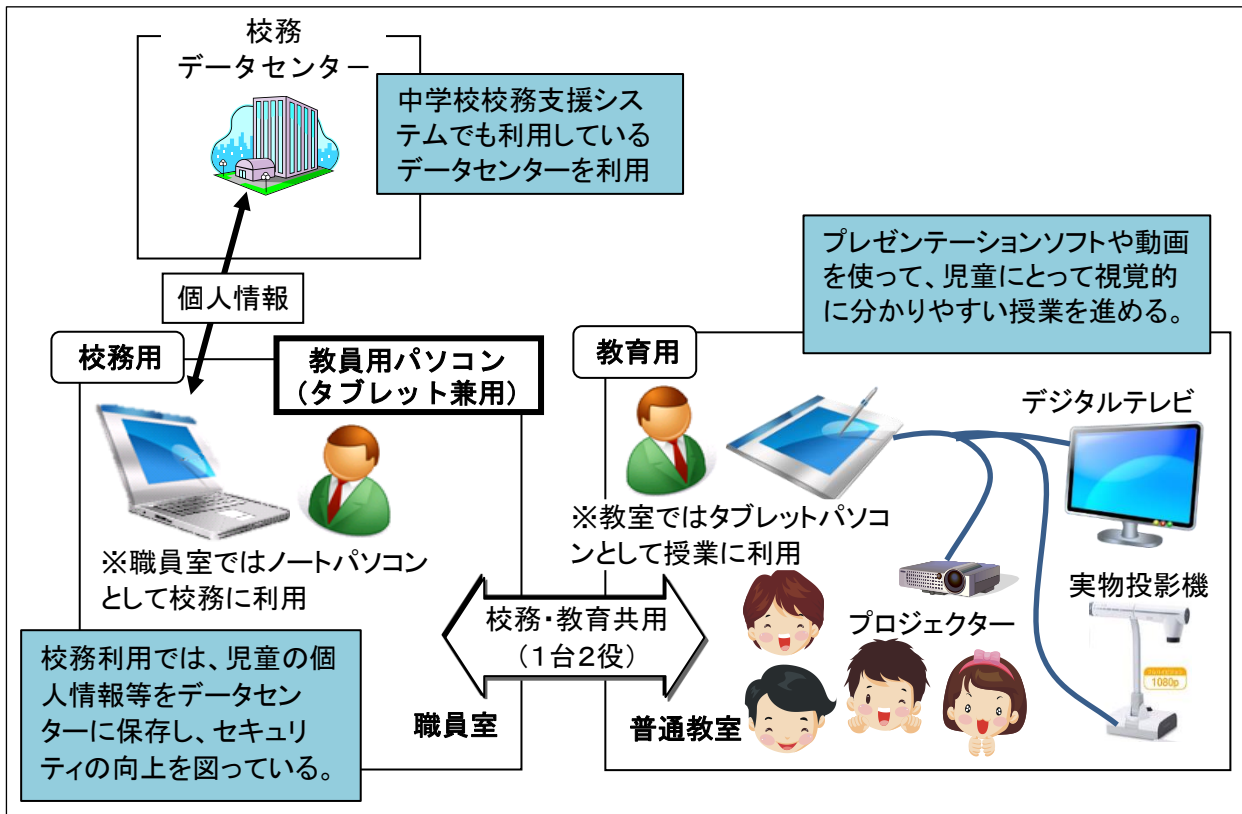 校務
データセンター
中学校校務支援シス
テムでも利用している
データセンターを利用
個人情報
プレゼンテーションソフトや動画
を使って、児童にとって視覚的
に分かりやすい授業を進める。
校務用
教員用パソコン
（タブレット兼用）
※職員室ではノートパソコン
として校務に利用
校務利用では、児童の個
人情報等をデータセン
ターに保存し、セキュリ
ティの向上を図っている。
職員室
校務・教育共用
（１台２役）
教育用
デジタルテレビ
※教室ではタブレットパソコ
ンとして授業に利用
プロジェクター
実物投影機
1080p
普通教室